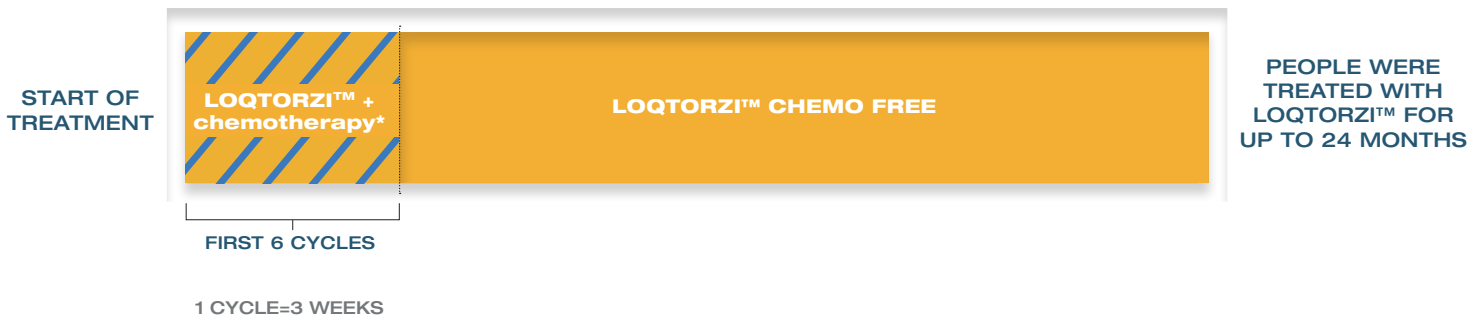 START OF
TREATMENT
LOQTORZI™ +
chemotherapy*
LOQTORZI™ CHEMO FREE
PEOPLE WERE
TREATED WITH
LOQTORZI™ FOR
UP TO 24 MONTHS
FIRST 6 CYCLES
1 CYCLE=3 WEEKS